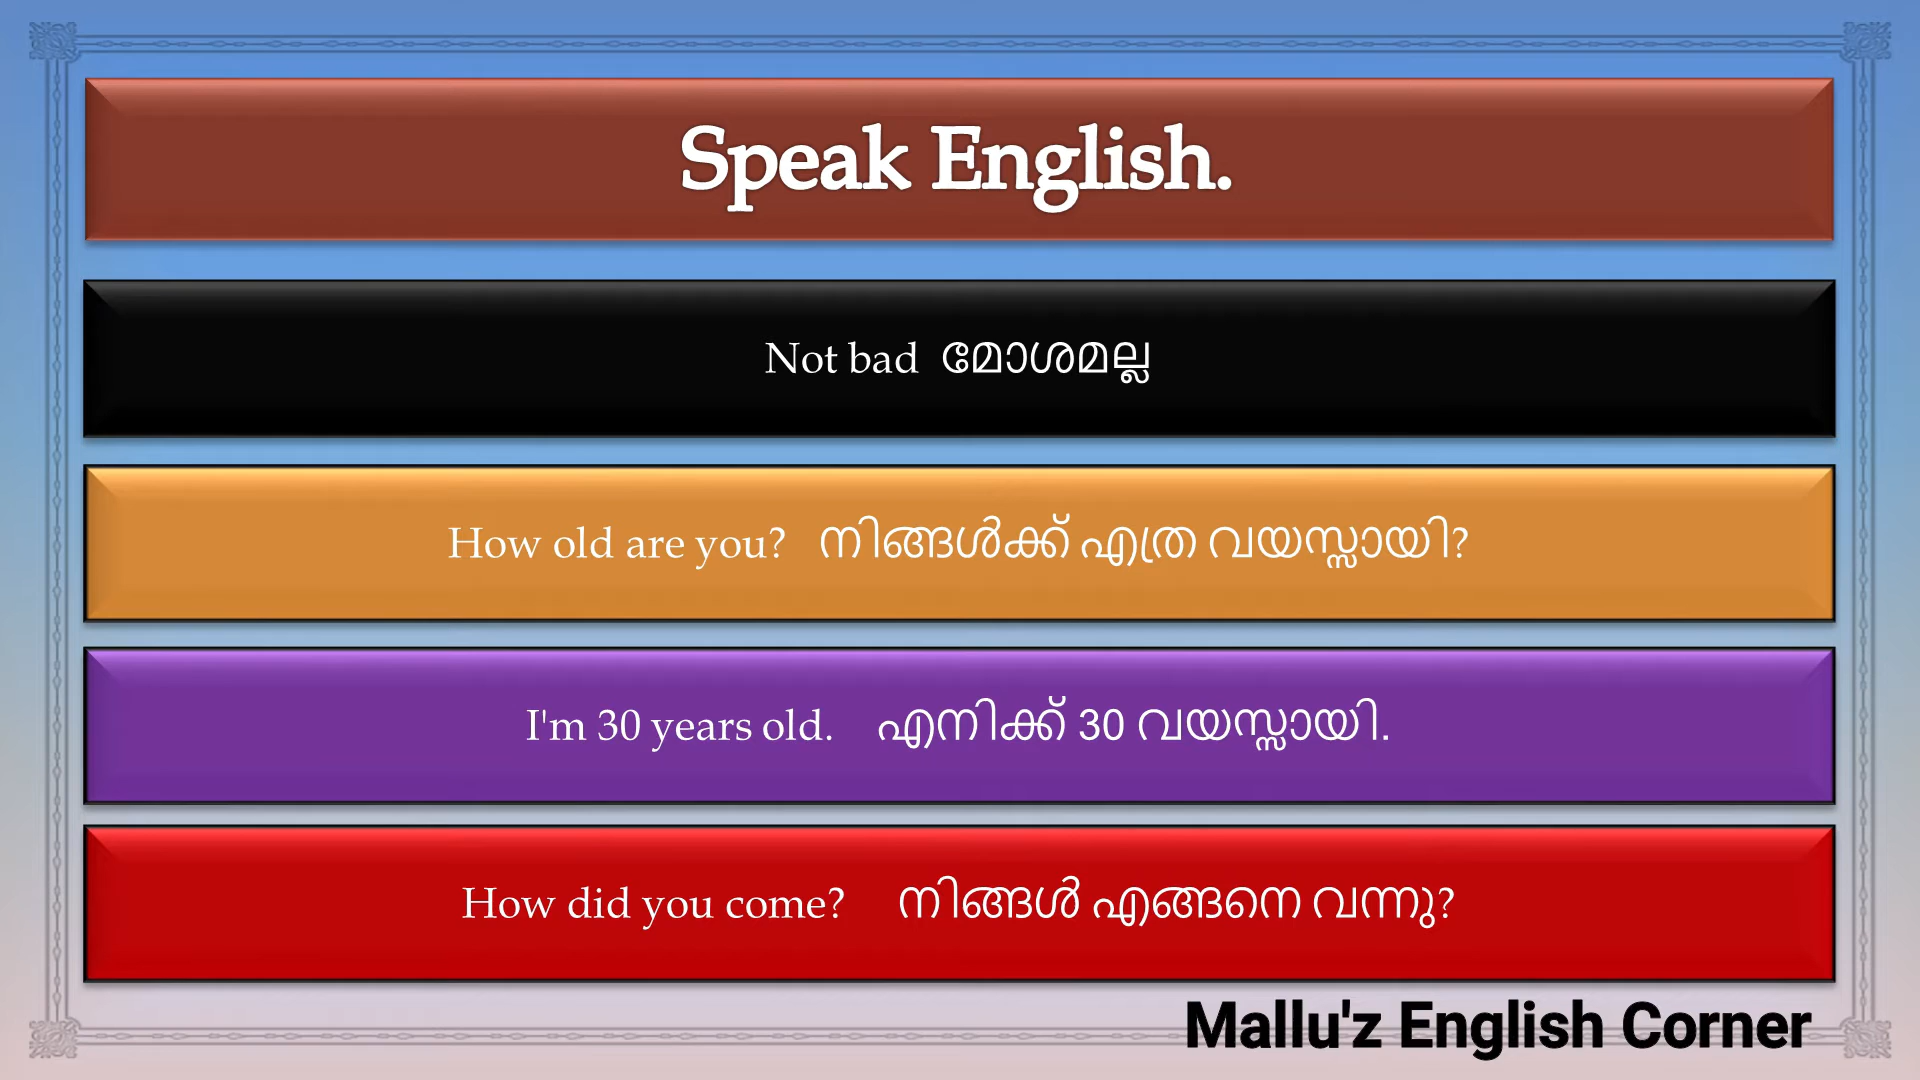 Speak English.
Not bad മോശമല്ല
How old are you? നിങ്ങൾക്ക് എത്ര വയസ്സായി?
I'm 30 years old. എനിക്ക് 30 വയസ്സായി.
How did you come? നിങ്ങൾ എങ്ങനെ വന്നു?
Mallu'z English Corner